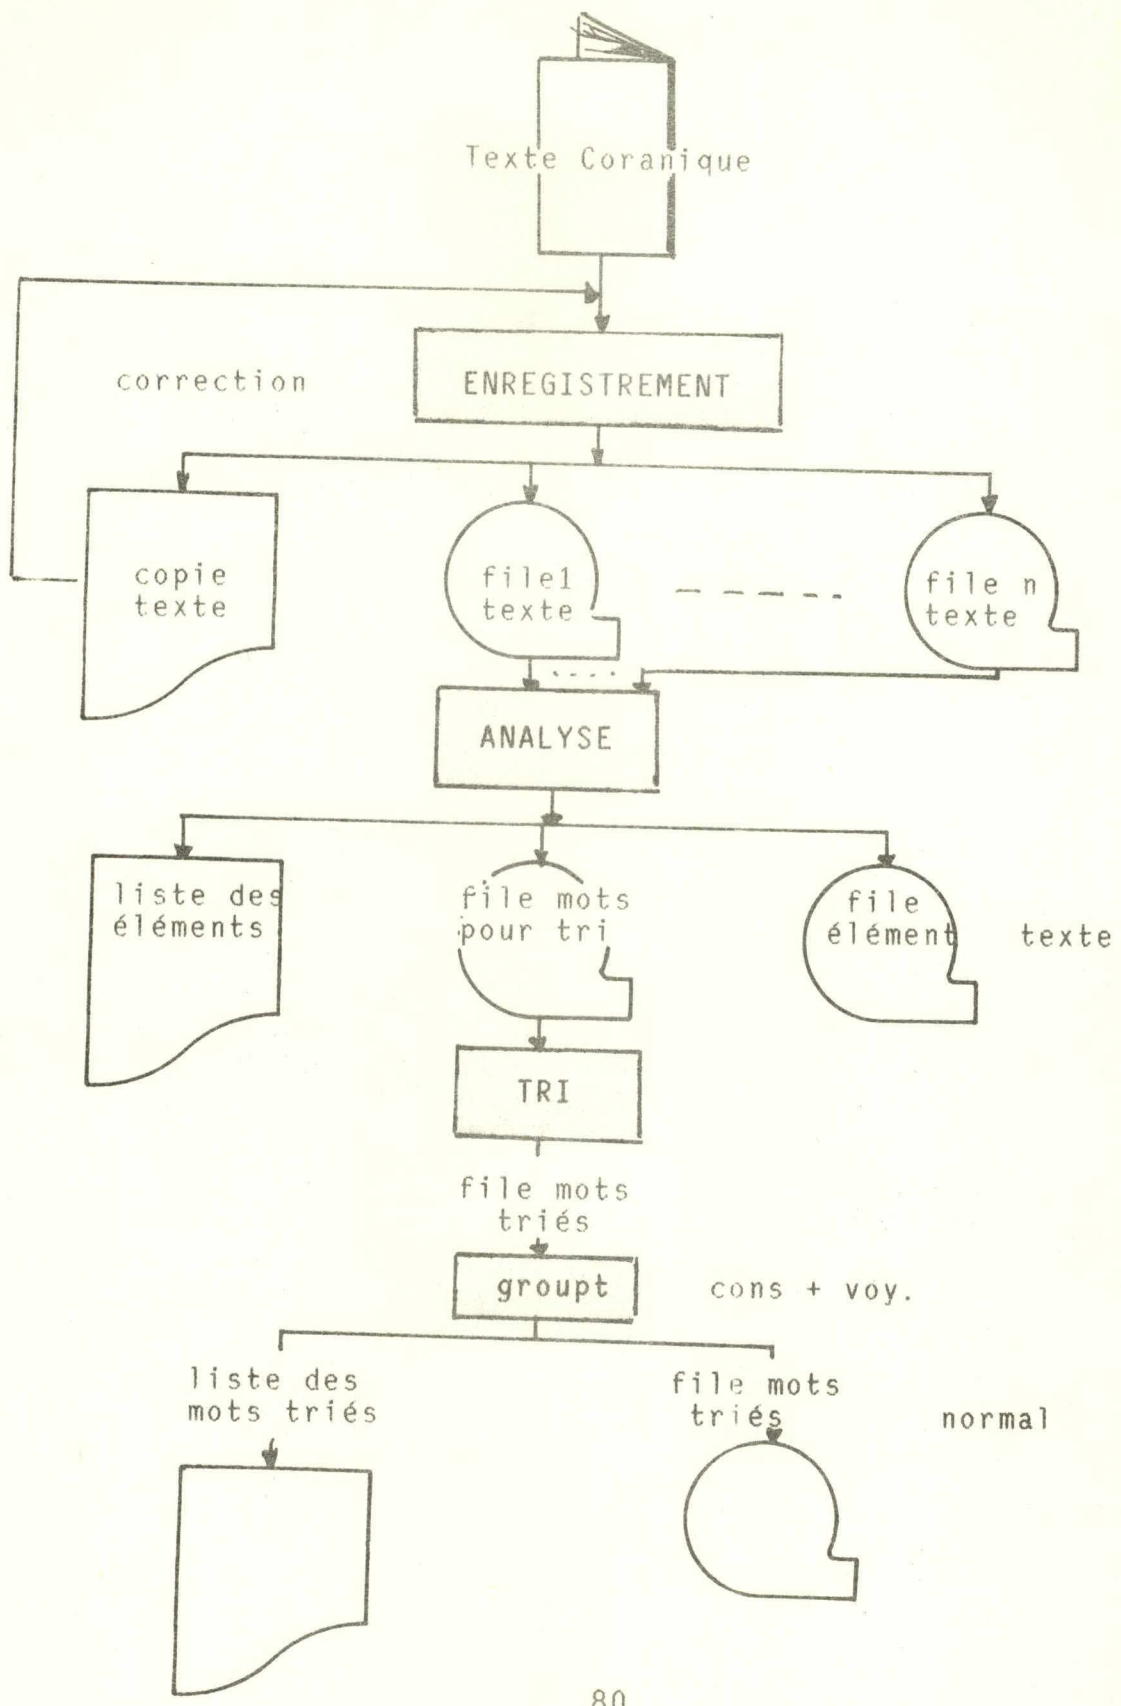 Texte Coranique
correction
ENREGISTREMENT
copie
texte
file1
texte
file n
texte
ANALYSE
liste des
éléments
file mots
pour tri
file
élément texte
TRI
file mots
triés
groupt cons + voy.
liste des
mots triés
file mots
triés normal
80